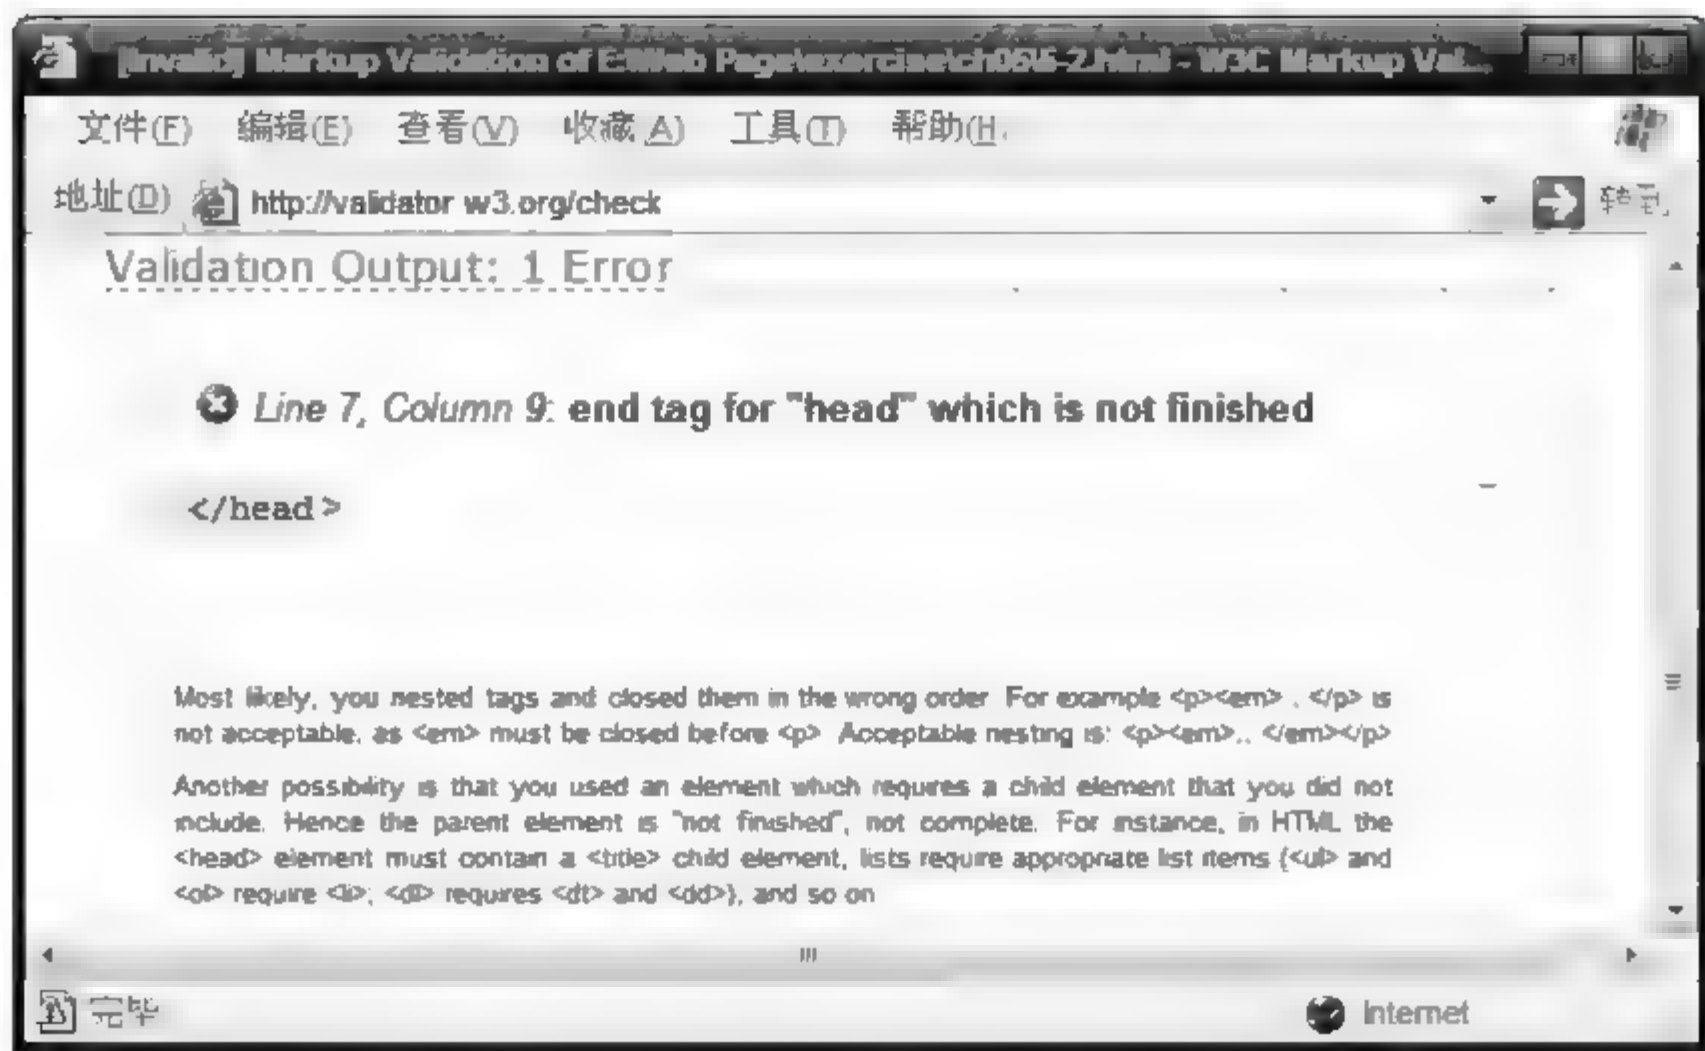 [Invalid] Markup Validation of E:\Web Page\exercise\ch06\6-2.html - W3C Markup Val...
文件(F) 编辑(E) 查看(V) 收藏(A) 工具(T) 帮助(H)
地址(D) http://validator w3.org/check 转到
Validation Output: 1 Error
Line 7, Column 9: end tag for "head" which is not finished
</head>
Most likely, you nested tags and closed them in the wrong order For example <p><em> . </p> is
not acceptable, as <em> must be closed before <p> Acceptable nesting is: <p><em>.. </em></p>
Another possibility is that you used an element which requires a child element that you did not
include. Hence the parent element is "not finished", not complete. For instance, in HTML the
<head> element must contain a <title> child element, lists require appropriate list items (<ul> and
<ol> require <li>; <dl> requires <dt> and <dd>), and so on
完毕 Internet